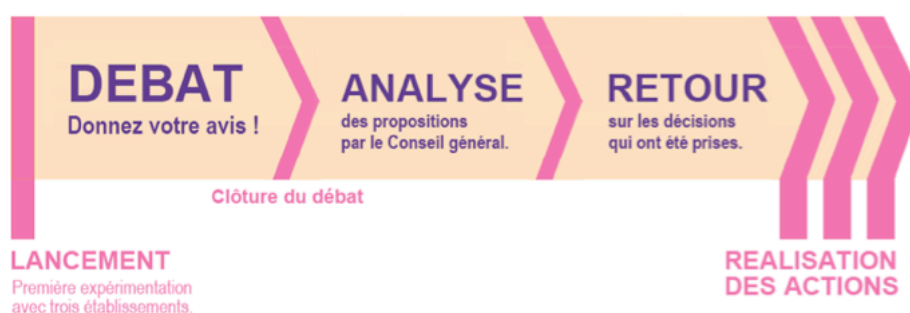 DEBAT
Donnez votre avis !
ANALYSE
des propositions
par le Conseil général.
RETOUR
sur les décisions
qui ont été prises.
Clôture du débat
LANCEMENT
Première expérimentation
avec trois établissements.
REALISATION
DES ACTIONS